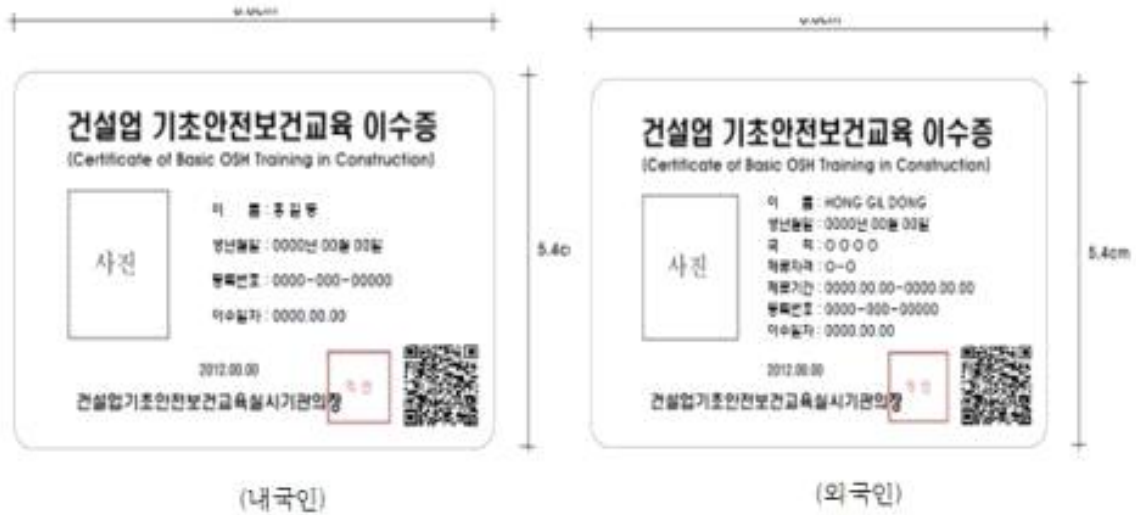 건설업 기초안전보건교육 이수증
(Certificate of Basic OSH Training in Construction)
사진
이 름 : 홍길동
생년월일 : 0000년 00월 00일
등록번호 : 0000-000-00000
이수일자 : 0000.00.00
2012.00.00
건설업기초안전보건교육실시기관의장
직인
5.4c
(내국인)
건설업 기초안전보건교육 이수증
(Certificate of Basic OSH Training in Construction)
사진
이 름 : HONG GIL DONG
생년월일 : 0000년 00월 00일
국 적 : O O O O
체류자격 : O-O
체류기간 : 0000.00.00-0000.00.00
등록번호 : 0000-000-00000
이수일자 : 0000.00.00
2012.00.00
건설업기초안전보건교육실시기관의장
직인
5.4cm
(외국인)